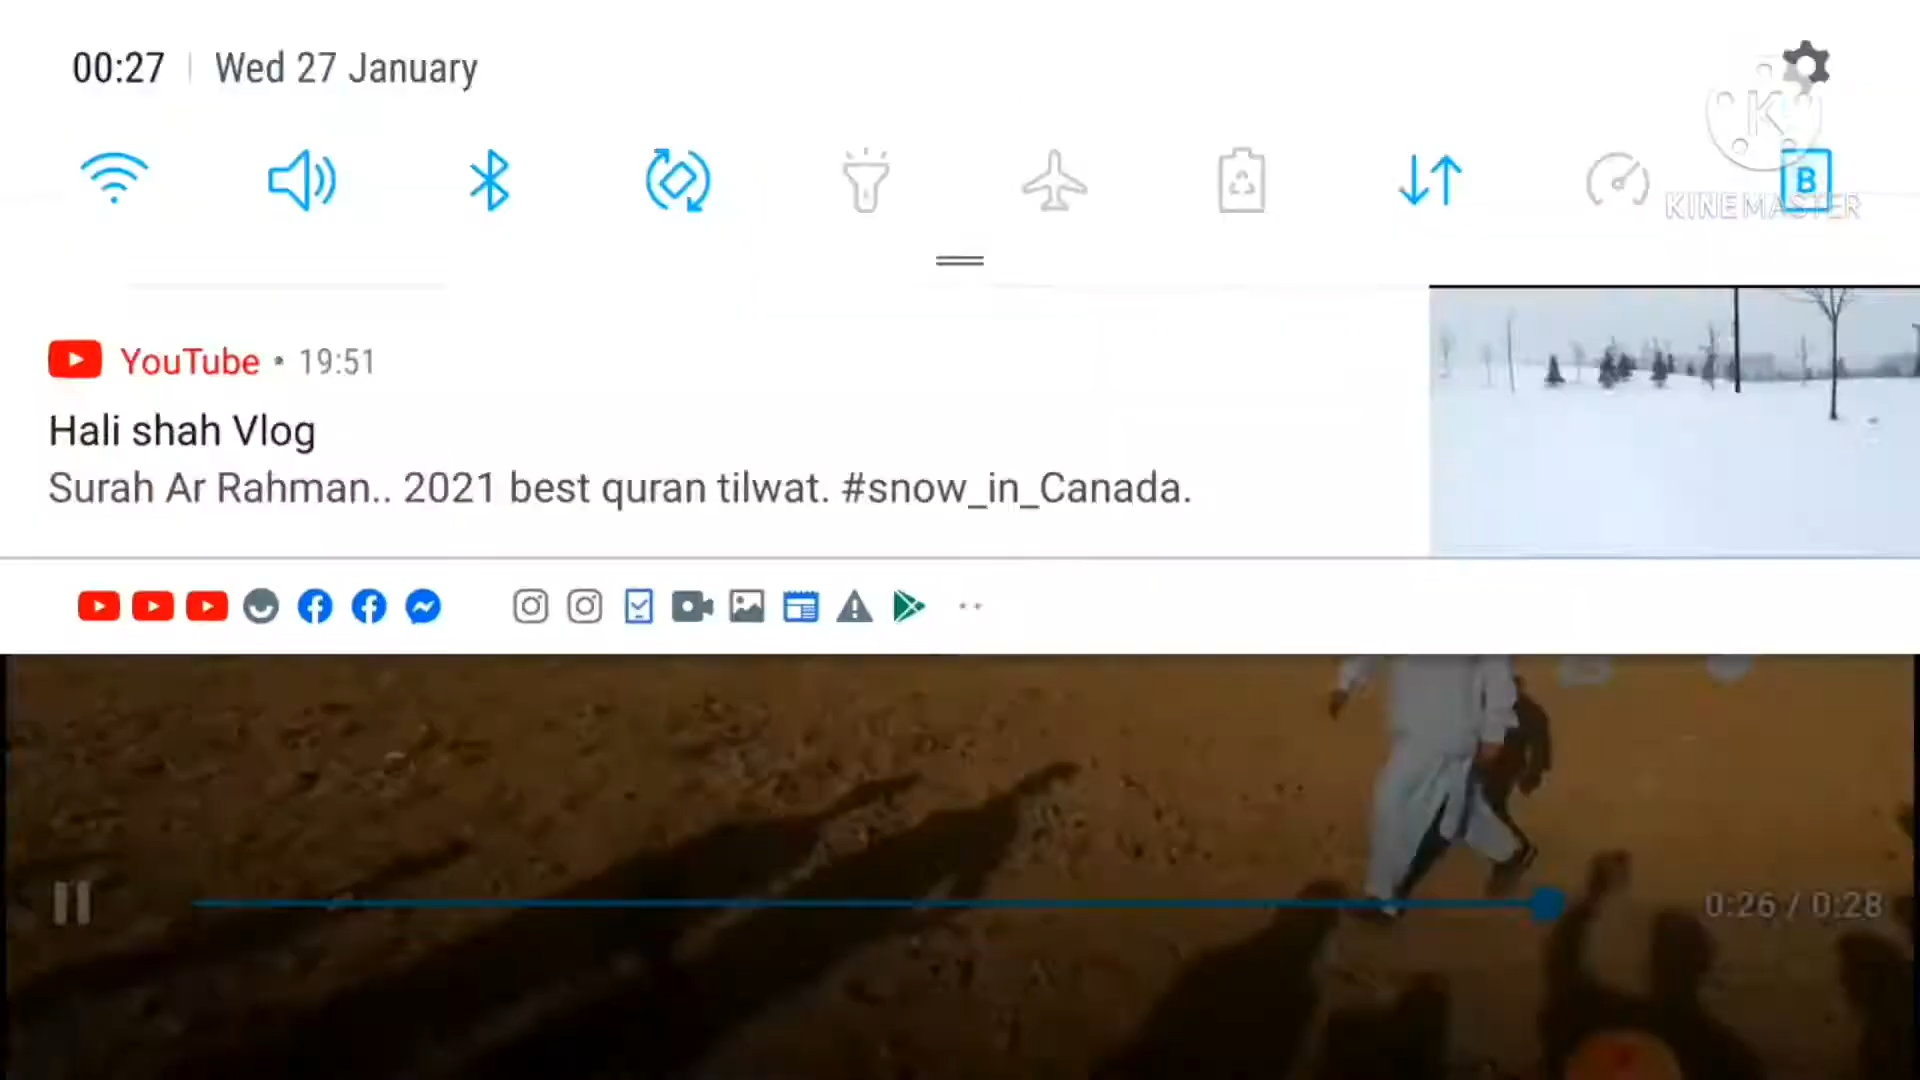 00:27 | Wed 27 January
K
KINEMASTER
B
YouTube • 19:51
Hali shah Vlog
Surah Ar Rahman.. 2021 best quran tilwat. #snow_in_Canada.
0:26 / 0:28